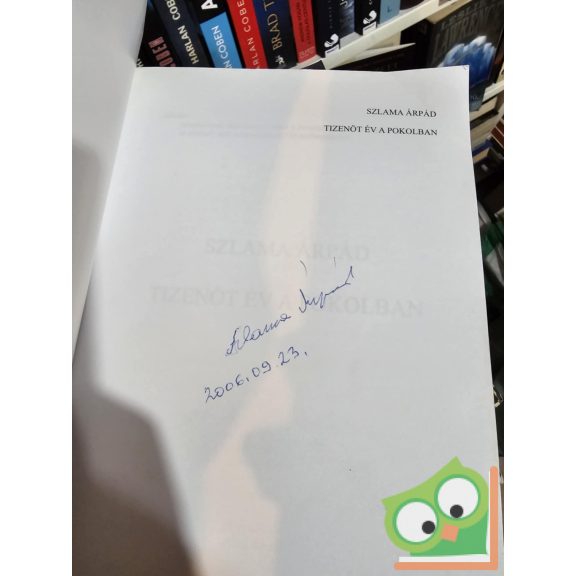 HARLAN COBEN
HARLAN COBEN
BRAD T
SZLAMA ÁRPÁD
TIZENÖT ÉV A POKOLBAN
SZLAMA ÁRPÁD
TIZENÖT ÉV A POKOLBAN
Szlama Árpád
2006.09.23.